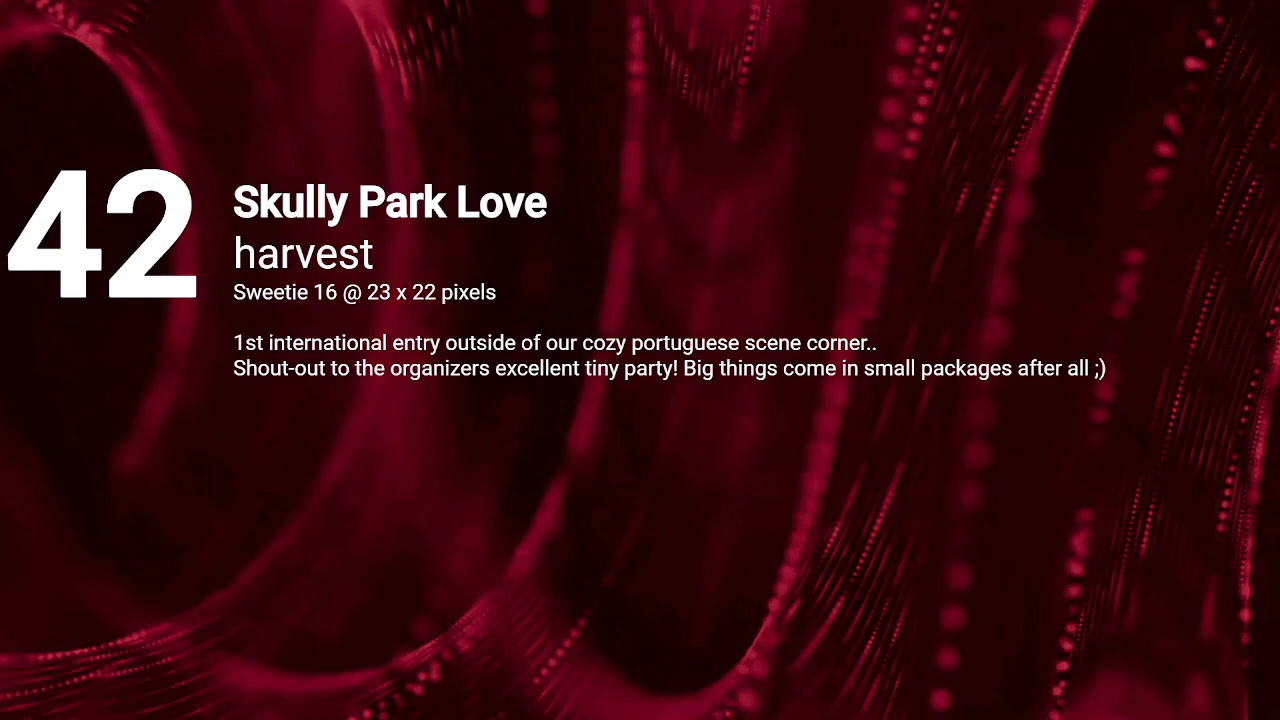 42
Skully Park Love
harvest
Sweetie 16 @ 23 x 22 pixels
1st international entry outside of our cozy portuguese scene corner..
Shout-out to the organizers excellent tiny party! Big things come in small packages after all ;)